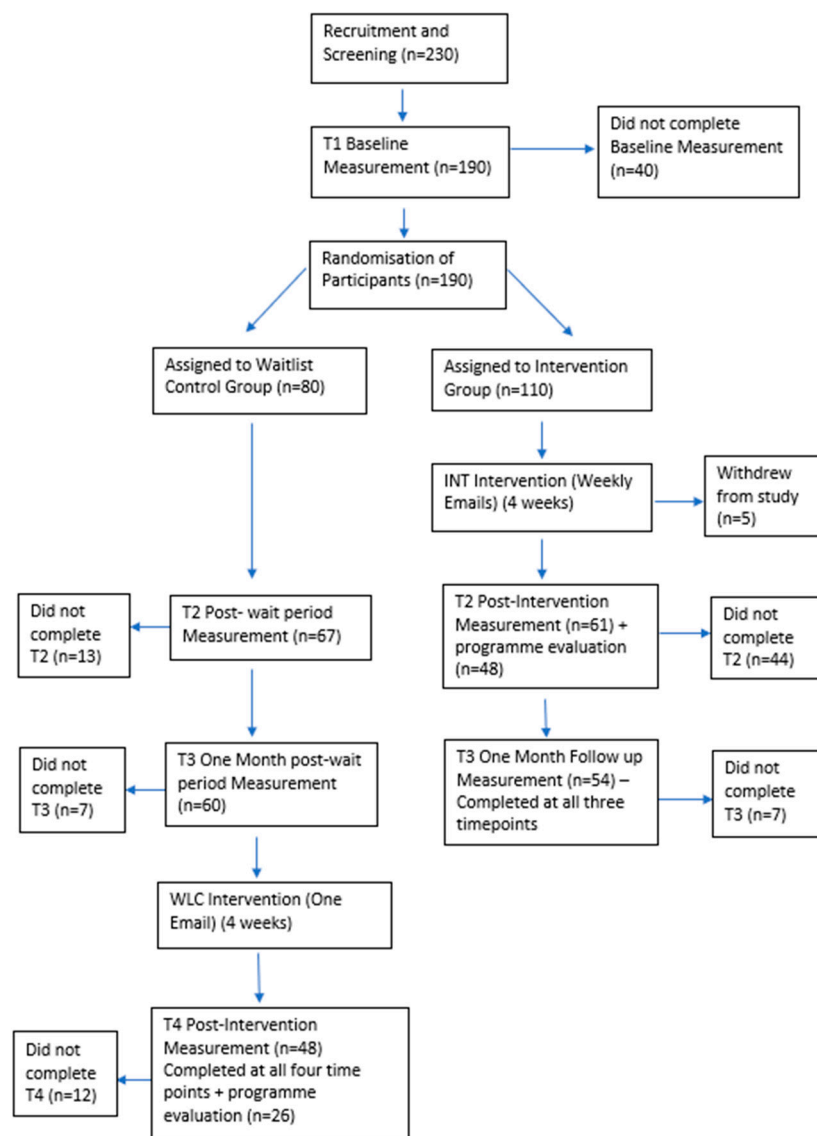 Recruitment and
Screening (n=230)
T1 Baseline
Measurement (n=190)
Did not complete
Baseline Measurement
(n=40)
Randomisation of
Participants (n=190)
Assigned to Waitlist
Control Group (n=80)
Assigned to Intervention
Group (n=110)
INT Intervention (Weekly
Emails) (4 weeks)
Withdrew
from study
(n=5)
Did not
complete
T2 (n=13)
T2 Post- wait period
Measurement (n=67)
T2 Post-Intervention
Measurement (n=61) +
programme evaluation
(n=48)
Did not
complete
T2 (n=44)
Did not
complete
T3 (n=7)
T3 One Month post-wait
period Measurement
(n=60)
T3 One Month Follow up
Measurement (n=54) –
Completed at all three
timepoints
Did not
complete
T3 (n=7)
WLC Intervention (One
Email) (4 weeks)
Did not
complete
T4 (n=12)
T4 Post-Intervention
Measurement (n=48)
Completed at all four time
points + programme
evaluation (n=26)